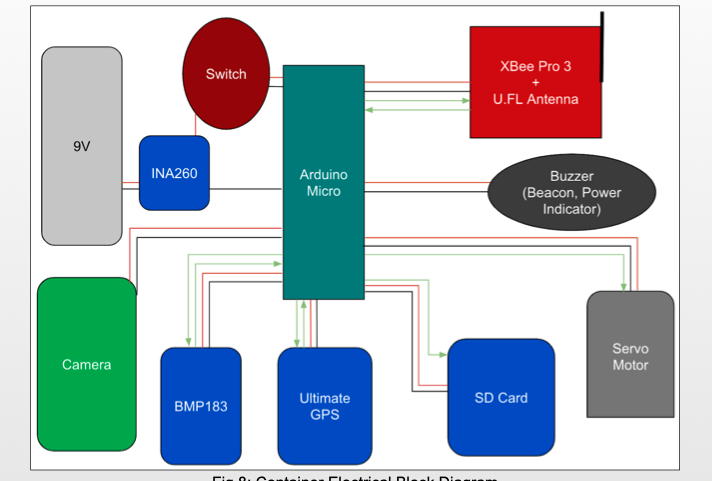 Switch
XBee Pro 3
+
U.FL Antenna
9V
INA260
Arduino
Micro
Buzzer
(Beacon, Power
Indicator)
Camera
BMP183
Ultimate
GPS
SD Card
Servo
Motor
Fig 8: Container Electrical Block Diagram